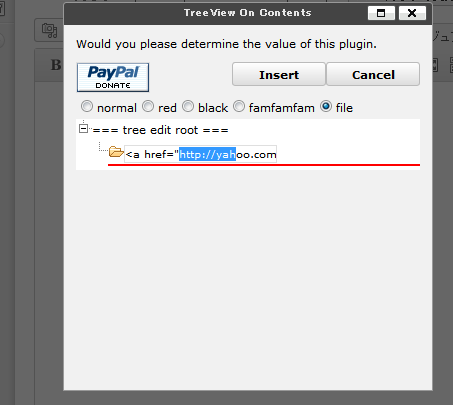 TreeView On Contents
Would you please determine the value of this plugin.
PayPal
DONATE
Insert Cancel
normal red black famfamfam file
=== tree edit root ===
<a href="http://yahoo.com
B